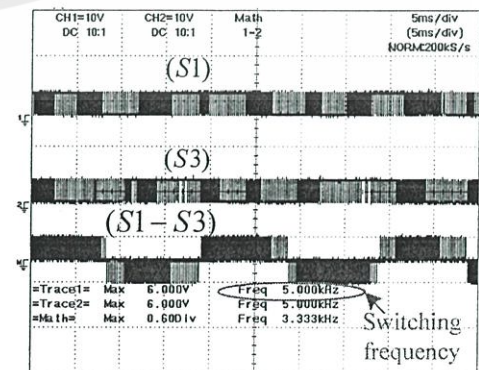 CH1=10V CH2=10V Math 5ms/div
DC 10:1 DC 10:1 1-2 (5ms/div)
NORM:200kS/s
(S1)
(S3)
(S1-S3)
=Trace1= Max 6.000V Freq 5.000kHz
=Trace2= Max 6.000V Freq 5.000kHz
=Math= Max 0.60Div Freq 3.333kHz
Switching
frequency